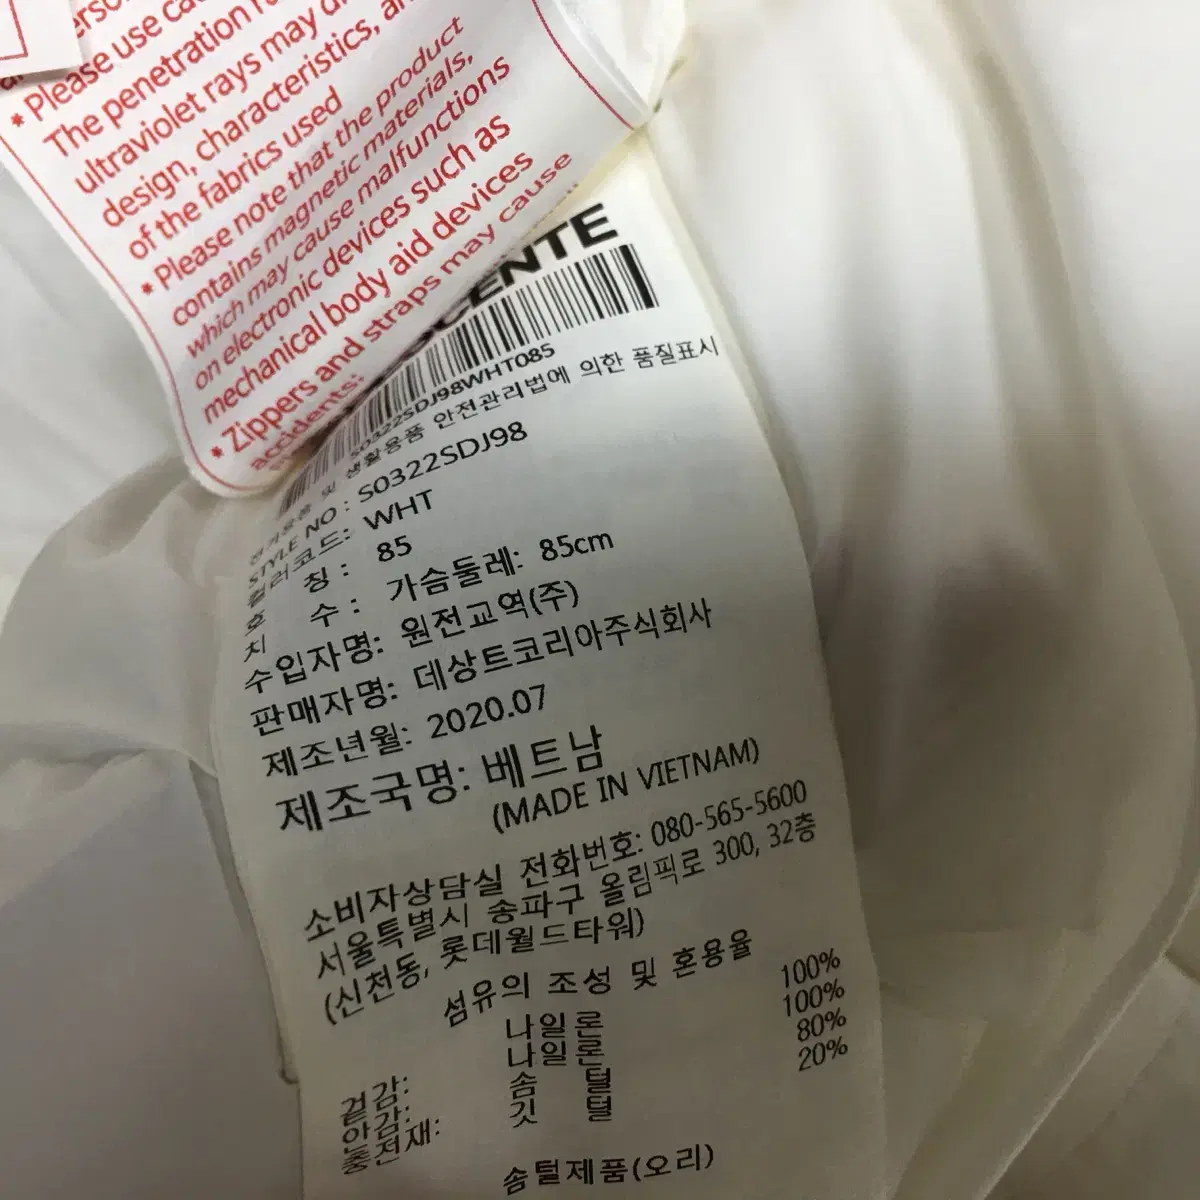 * Please use
The penetration
ultraviolet rays may
design, characteristics,
of the fabrics used
* Please note that the product
contains magnetic materials,
which may cause malfunctions
on electronic devices such as
mechanical body aid devices
* Zippers and straps may cause
accidents:
S0322SDJ98WHT085
생활용품 안전관리법에 의한 품질표시
STYLE NO : S0322SDJ98
컬러코드: WHT
호 칭 : 85
치 수 : 가슴둘레: 85cm
수입자명: 원전교역(주)
판매자명: 데상트코리아주식회사
제조년월: 2020.07
제조국명: 베트남
(MADE IN VIETNAM)
소비자상담실 전화번호: 080-565-5600
서울특별시 송파구 올림픽로 300, 32층
(신천동, 롯데월드타워)
섬유의 조성 및 혼용율
겉감: 나일론 100%
안감: 나일론 100%
충전재: 솜 털 80%
깃 털 20%
솜털제품(오리)